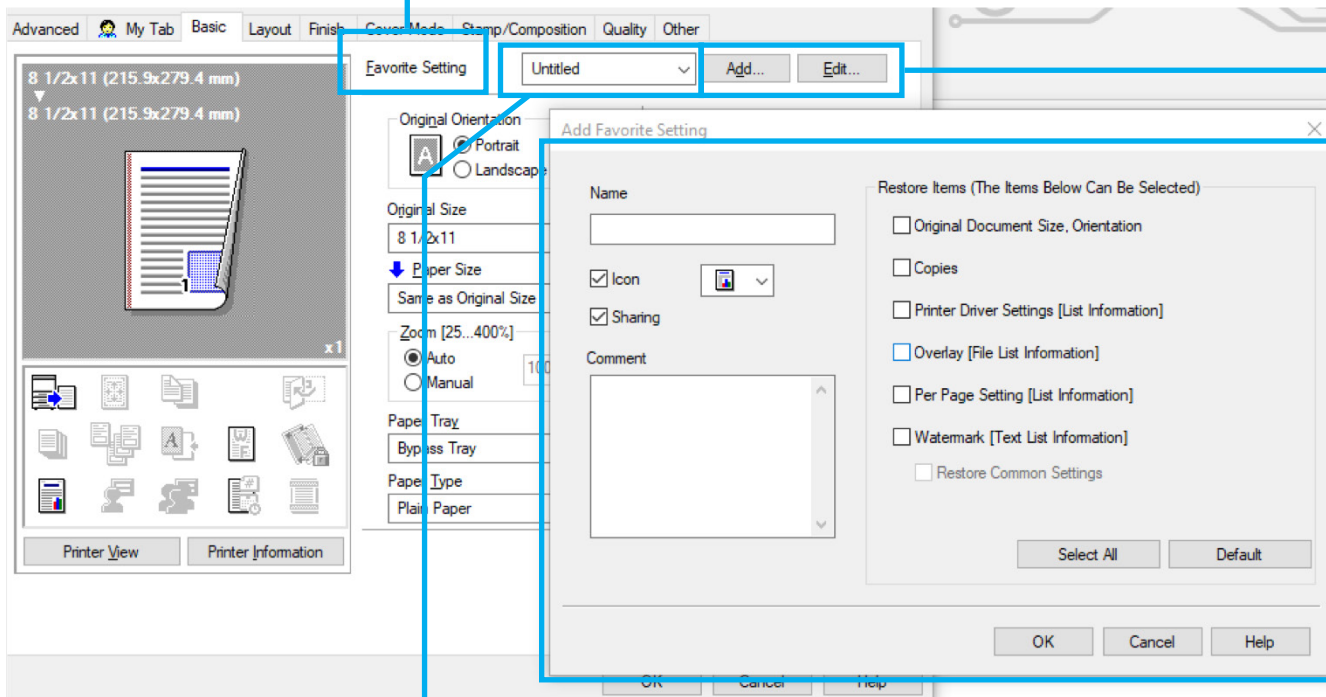 Advanced My Tab Basic Layout Finish Cover Mode Stamp/Composition Quality Other
8 1/2x11 (215.9x279.4 mm)
8 1/2x11 (215.9x279.4 mm)
1
x1
Printer View Printer Information
Favorite Setting Untitled Add... Edit...
Original Orientation
A
Portrait
Landscape
Original Size
8 1/2x11
Paper Size
Same as Original Size
Zoom [25...400%]
Auto
100
Manual
Paper Tray
Bypass Tray
Paper Type
Plain Paper
Add Favorite Setting
Name
Icon
Sharing
Comment
Restore Items (The Items Below Can Be Selected)
Original Document Size, Orientation
Copies
Printer Driver Settings [List Information]
Overlay [File List Information]
Per Page Setting [List Information]
Watermark [Text List Information]
Restore Common Settings
Select All Default
OK Cancel Help
OK Cancel Help